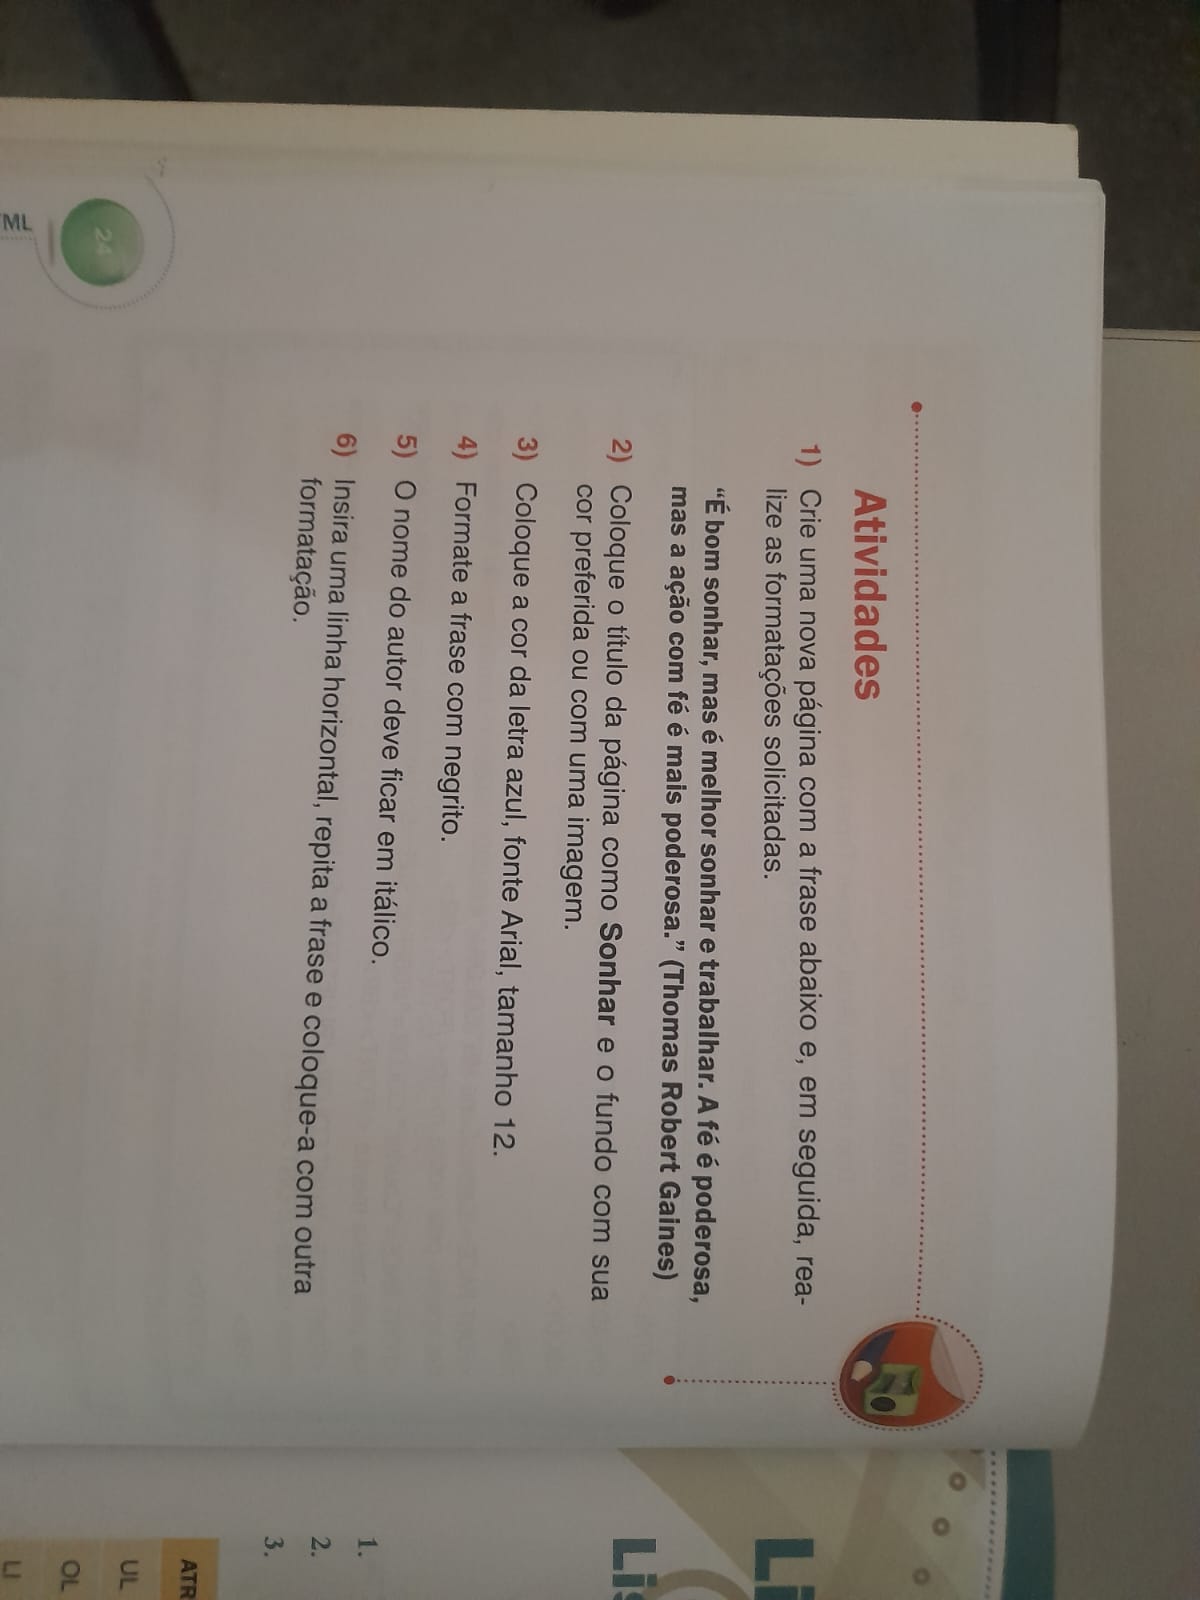 Atividades
1) Crie uma nova página com a frase abaixo e, em seguida, rea-
lize as formatações solicitadas.
“É bom sonhar, mas é melhor sonhar e trabalhar. A fé é poderosa,
mas a ação com fé é mais poderosa.” (Thomas Robert Gaines)
2) Coloque o título da página como Sonhar e o fundo com sua
cor preferida ou com uma imagem.
3) Coloque a cor da letra azul, fonte Arial, tamanho 12.
4) Formate a frase com negrito.
5) O nome do autor deve ficar em itálico.
6) Insira uma linha horizontal, repita a frase e coloque-a com outra
formatação.
24
ML
Li
Lis
1.
2.
3.
ATR
UL
OL
LI